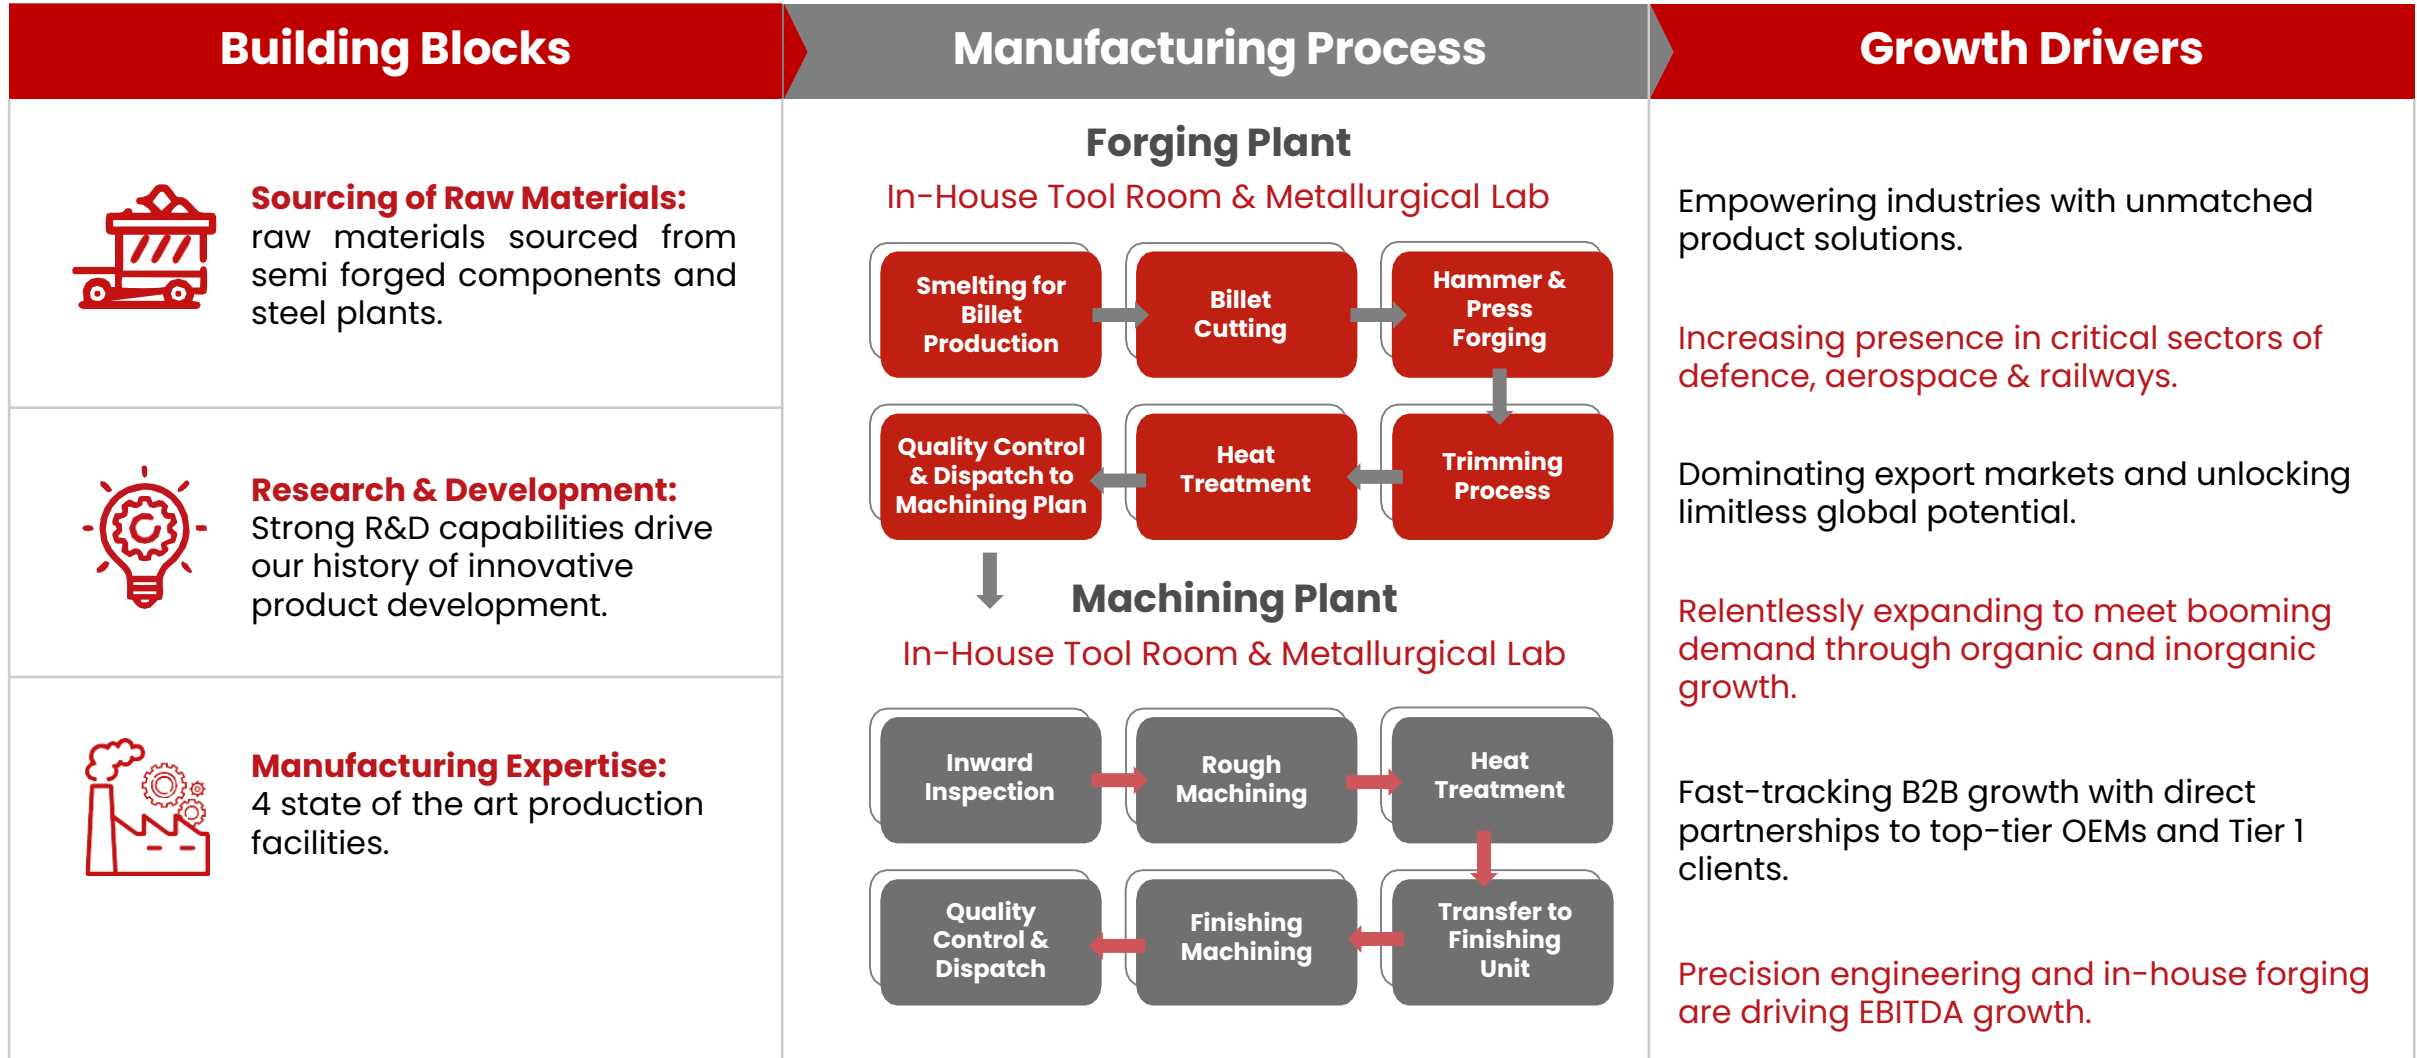 Building Blocks
Manufacturing Process
Growth Drivers
Sourcing of Raw Materials:
raw materials sourced from
semi forged components and
steel plants.
Research & Development:
Strong R&D capabilities drive
our history of innovative
product development.
Manufacturing Expertise:
4 state of the art production
facilities.
Forging Plant
In-House Tool Room & Metallurgical Lab
Smelting for
Billet
Production
Billet
Cutting
Hammer &
Press
Forging
Trimming
Process
Heat
Treatment
Quality Control
& Dispatch to
Machining Plan
Machining Plant
In-House Tool Room & Metallurgical Lab
Inward
Inspection
Rough
Machining
Heat
Treatment
Transfer to
Finishing
Unit
Finishing
Machining
Quality
Control &
Dispatch
Empowering industries with unmatched
product solutions.
Increasing presence in critical sectors of
defence, aerospace & railways.
Dominating export markets and unlocking
limitless global potential.
Relentlessly expanding to meet booming
demand through organic and inorganic
growth.
Fast-tracking B2B growth with direct
partnerships to top-tier OEMs and Tier 1
clients.
Precision engineering and in-house forging
are driving EBITDA growth.